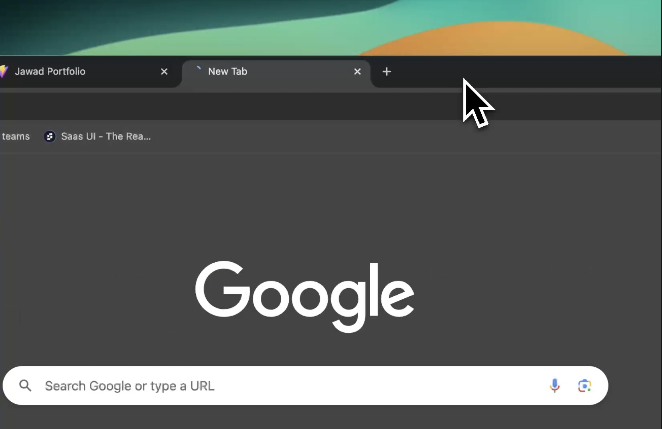 Jawad Portfolio
New Tab
teams
Saas UI - The Rea...
Google
Search Google or type a URL